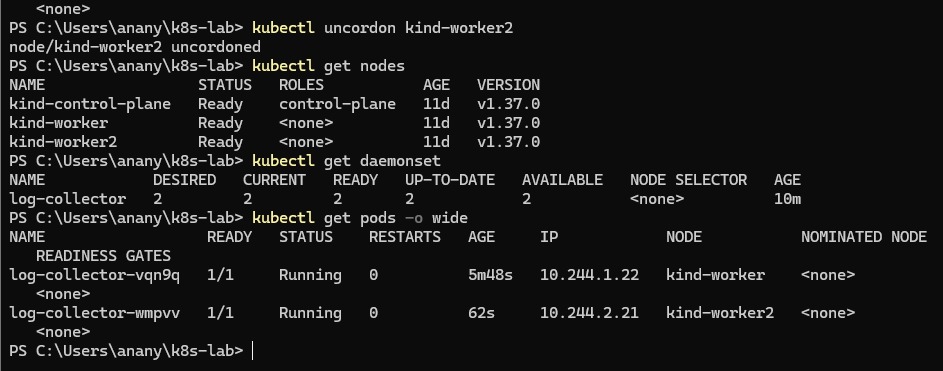 <none>
PS C:\Users\anany\k8s-lab> kubectl uncordon kind-worker2
node/kind-worker2 uncordoned
PS C:\Users\anany\k8s-lab> kubectl get nodes
NAME                 STATUS   ROLES           AGE   VERSION
kind-control-plane   Ready    control-plane   11d   v1.37.0
kind-worker          Ready    <none>          11d   v1.37.0
kind-worker2         Ready    <none>          11d   v1.37.0
PS C:\Users\anany\k8s-lab> kubectl get daemonset
NAME            DESIRED   CURRENT   READY   UP-TO-DATE   AVAILABLE   NODE SELECTOR   AGE
log-collector   2         2         2       2            2           <none>          10m
PS C:\Users\anany\k8s-lab> kubectl get pods -o wide
NAME                  READY   STATUS    RESTARTS   AGE     IP            NODE           NOMINATED NODE
READINESS GATES
log-collector-vqn9q   1/1     Running   0          5m48s   10.244.1.22   kind-worker    <none>
<none>
log-collector-wmpvv   1/1     Running   0          62s     10.244.2.21   kind-worker2   <none>
<none>
PS C:\Users\anany\k8s-lab>